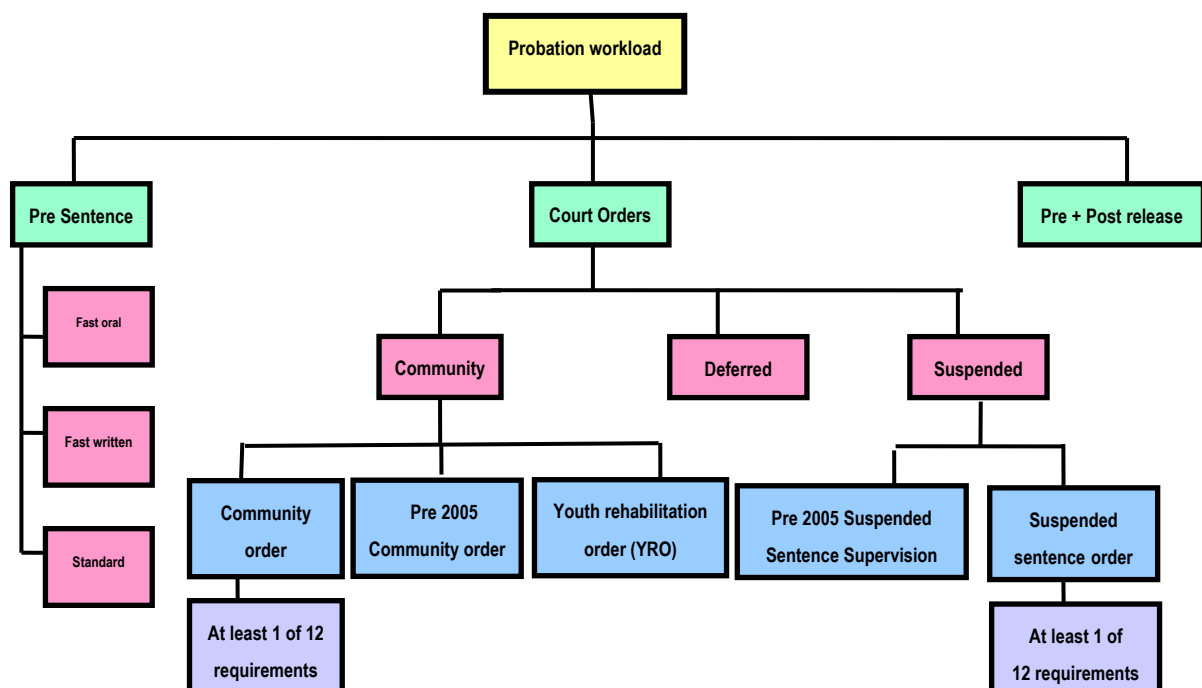 Probation workload
Pre Sentence
Court Orders
Pre + Post release
Fast oral
Fast written
Standard
Community
Deferred
Suspended
Community
order
Pre 2005
Community order
Youth rehabilitation
order (YRO)
Pre 2005 Suspended
Sentence Supervision
Suspended
sentence order
At least 1 of 12
requirements
At least 1 of
12 requirements